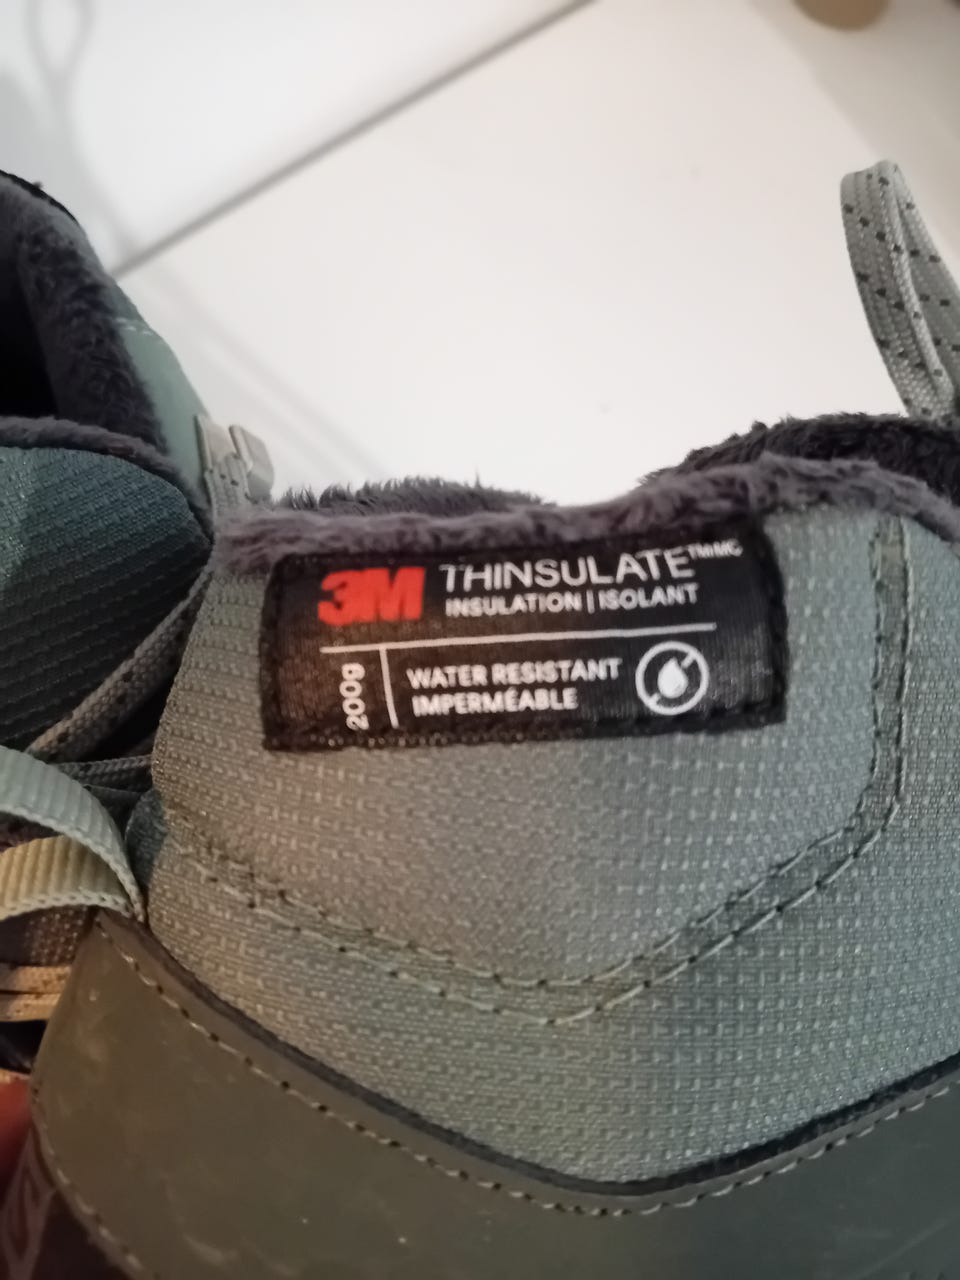 3M THINSULATE™MC
INSULATION | ISOLANT
200g
WATER RESISTANT
IMPERMÉABLE